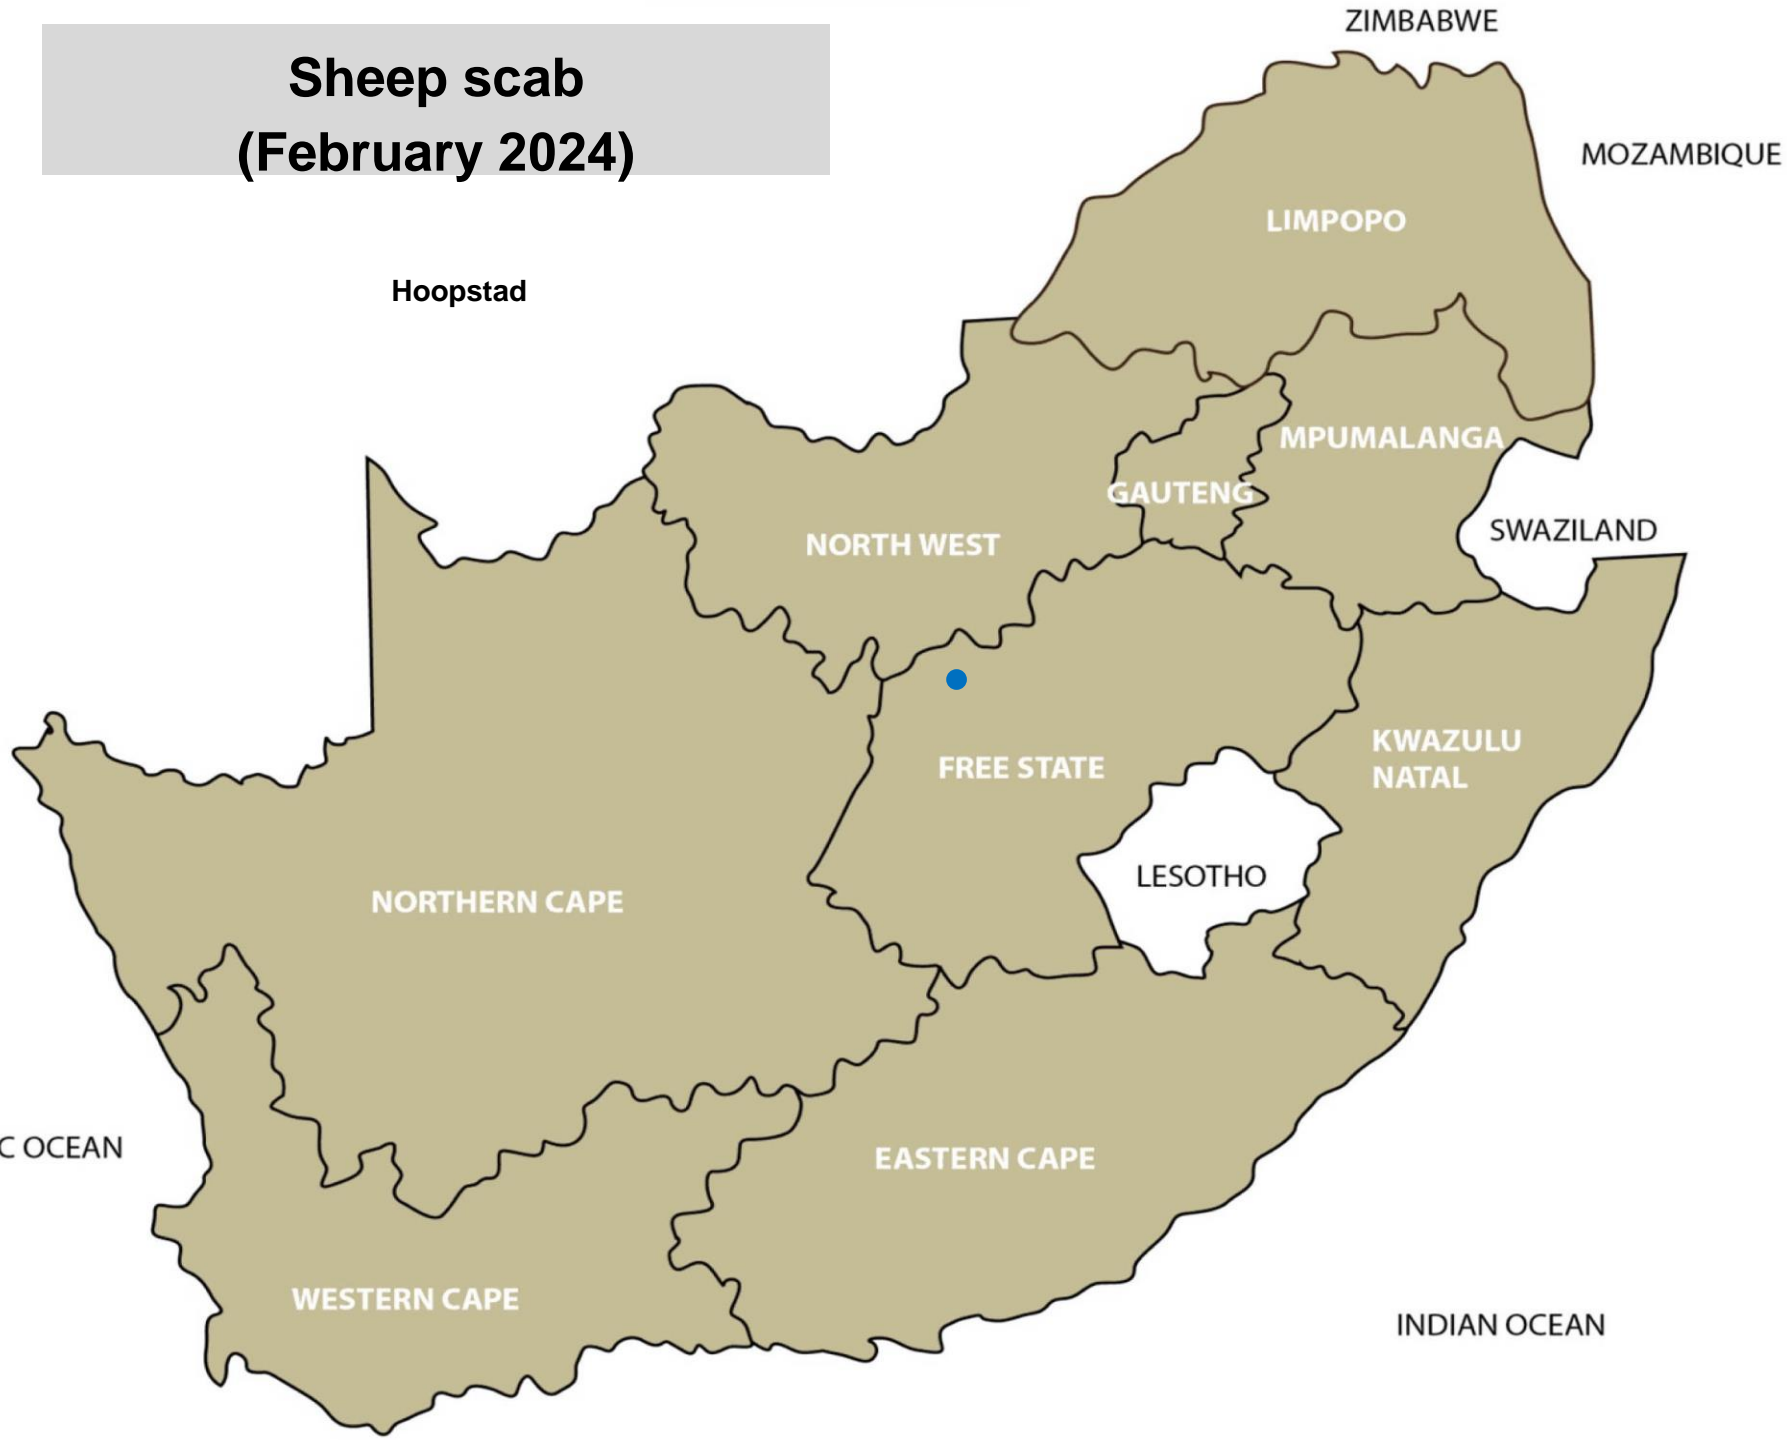 Sheep scab
(February 2024)
ZIMBABWE
MOZAMBIQUE
LIMPOPO
Hoopstad
MPUMALANGA
GAUTENG
SWAZILAND
NORTH WEST
KWAZULU
NATAL
FREE STATE
LESOTHO
NORTHERN CAPE
C OCEAN
EASTERN CAPE
WESTERN CAPE
INDIAN OCEAN